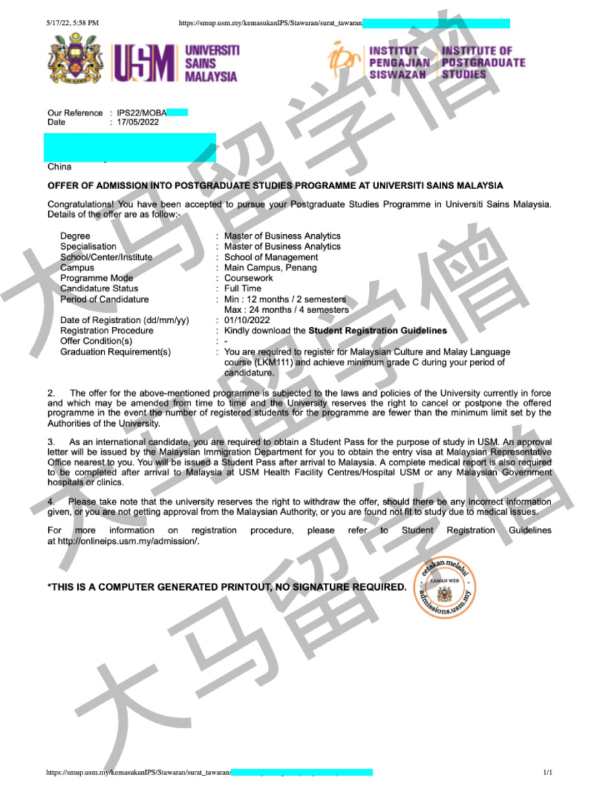 5/17/22, 5:38 PM
https://smup.usm.my/kemasukanIPS/Stawaran/surat_tawaran
USM
UNIVERSITI
SAINS
MALAYSIA
ips
INSTITUT
PENGAJIAN
SISWAZAH
INSTITUTE OF
POSTGRADUATE
STUDIES
Our Reference : IPS22/MOBA
Date : 17/05/2022
China
OFFER OF ADMISSION INTO POSTGRADUATE STUDIES PROGRAMME AT UNIVERSITI SAINS MALAYSIA
Congratulations! You have been accepted to pursue your Postgraduate Studies Programme in Universiti Sains Malaysia.
Details of the offer are as follow:-
Degree : Master of Business Analytics
Specialisation : Master of Business Analytics
School/Center/Institute : School of Management
Campus : Main Campus, Penang
Programme Mode : Coursework
Candidature Status : Full Time
Period of Candidature : Min : 12 months / 2 semesters
Max : 24 months / 4 semesters
Date of Registration (dd/mm/yy) : 01/10/2022
Registration Procedure : Kindly download the Student Registration Guidelines
Offer Condition(s) : -
Graduation Requirement(s) : You are required to register for Malaysian Culture and Malay Language
course (LKM111) and achieve minimum grade C during your period of
candidature.
2. The offer for the above-mentioned programme is subjected to the laws and policies of the University currently in force
and which may be amended from time to time and the University reserves the right to cancel or postpone the offered
programme in the event the number of registered students for the programme are fewer than the minimum limit set by the
Authorities of the University.
3. As an international candidate, you are required to obtain a Student Pass for the purpose of study in USM. An approval
letter will be issued by the Malaysian Immigration Department for you to obtain the entry visa at Malaysian Representative
Office nearest to you. You will be issued a Student Pass after arrival to Malaysia. A complete medical report is also required
to be completed after arrival to Malaysia at USM Health Facility Centres/Hospital USM or any Malaysian Government
hospitals or clinics.
4. Please take note that the university reserves the right to withdraw the offer, should there be any incorrect information
given, or you are not getting approval from the Malaysian Authority, or you are found not fit to study due to medical issues.
For more information on registration procedure, please refer to Student Registration Guidelines
at http://onlineips.usm.my/admission/.
*THIS IS A COMPUTER GENERATED PRINTOUT, NO SIGNATURE REQUIRED.
cetakan melalui
LAMAN WEB
admissions.usm.my
https://smup.usm.my/kemasukanIPS/Stawaran/surat_tawaran
1/1
大马留学僧
大马留学僧
大马留学僧